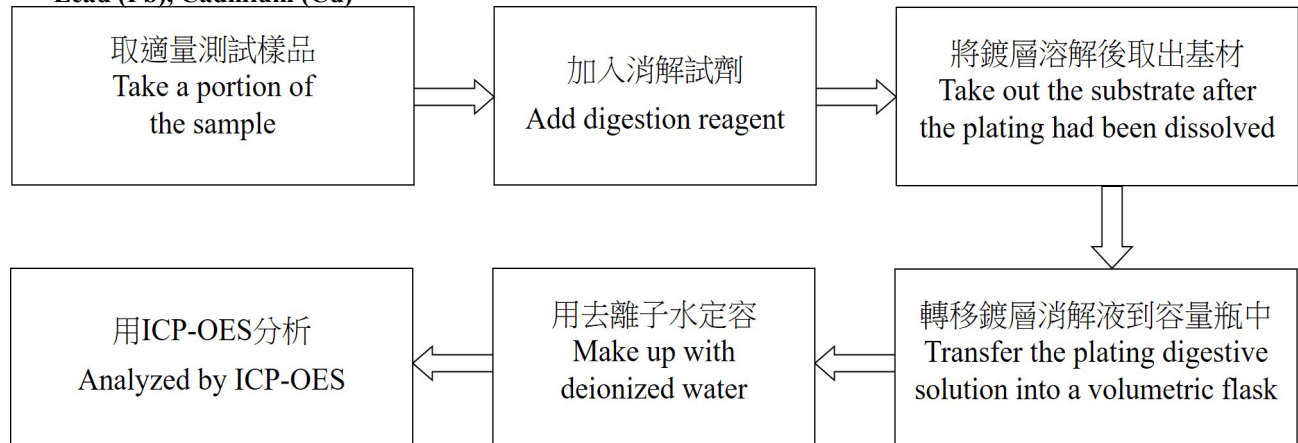 Lead (Pb), Cadmium (Cd)
取適量測試樣品
Take a portion of
the sample
加入消解試劑
Add digestion reagent
將鍍層溶解後取出基材
Take out the substrate after
the plating had been dissolved
轉移鍍層消解液到容量瓶中
Transfer the plating digestive
solution into a volumetric flask
用去離子水定容
Make up with
deionized water
用ICP-OES分析
Analyzed by ICP-OES